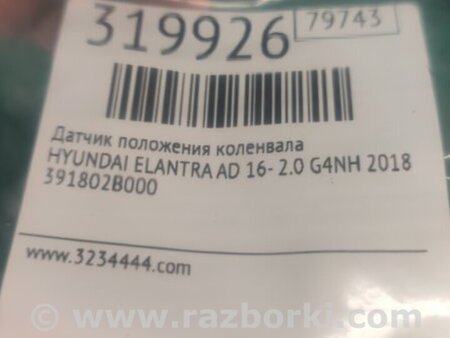 319926
79743
Датчик положения коленвала
HYUNDAI ELANTRA AD 16- 2.0 G4NH 2018
391802B000
www.3234444.com
© www.razborki.com